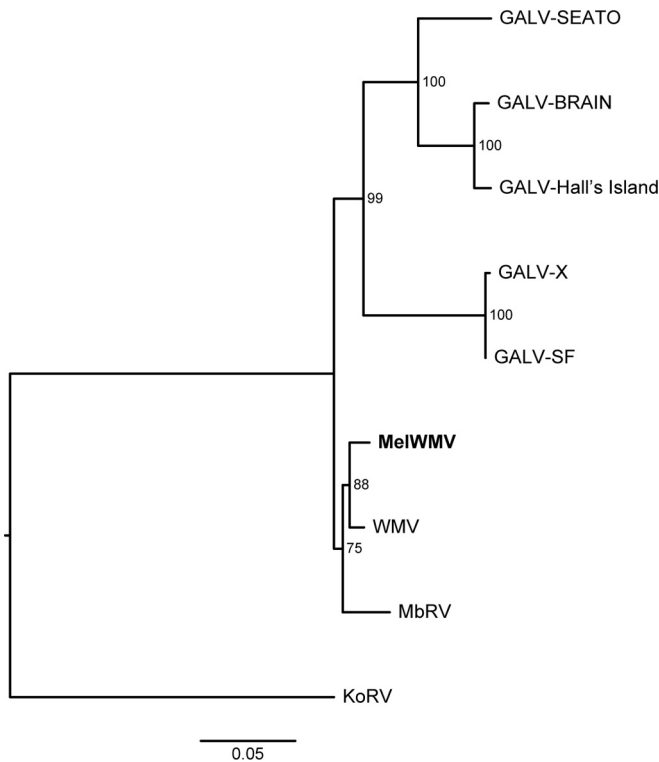 GALV-SEATO
100
GALV-BRAIN
100
GALV-Hall's Island
99
GALV-X
100
GALV-SF
MelWMV
88
WMV
75
MbRV
KoRV
0.05